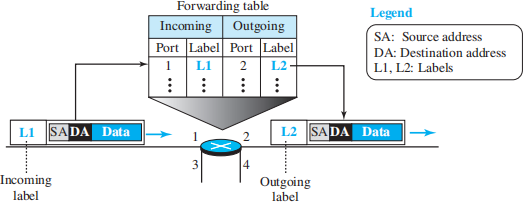 Forwarding table
Legend
Incoming Outgoing
SA: Source address
DA: Destination address
L1, L2: Labels
Port Label Port Label
1 L1 2 L2
L1 SA DA Data
1 2
L2 SA DA Data
3 4
Incoming
label
Outgoing
label